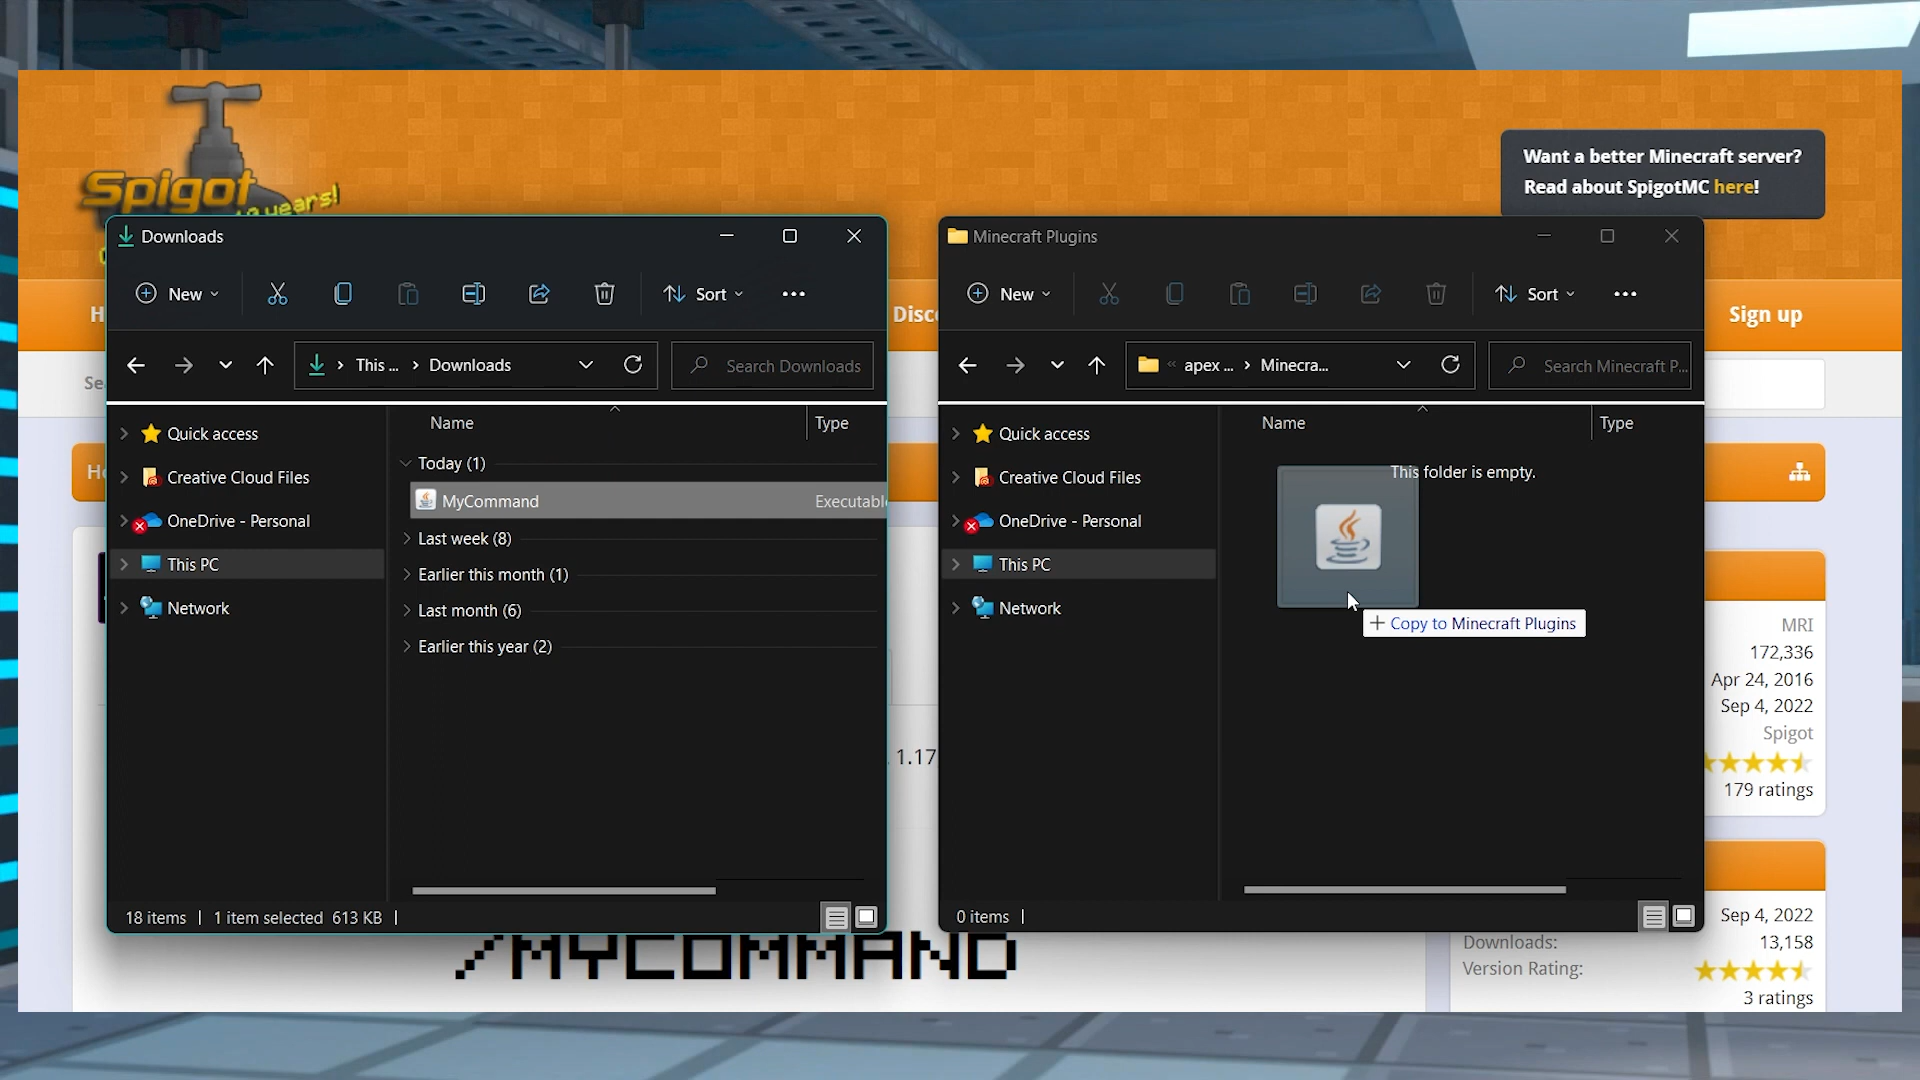 Spigot
10 years!
Want a better Minecraft server?
Read about SpigotMC here!
Sign up
Downloads
New
Sort
This ... > Downloads
Search Downloads
Name
Type
Quick access
Creative Cloud Files
OneDrive - Personal
This PC
Network
Today (1)
MyCommand
Executabl
Last week (8)
Earlier this month (1)
Last month (6)
Earlier this year (2)
18 items | 1 item selected 613 KB |
Minecraft Plugins
New
Sort
« apex ... > Minecra...
Search Minecraft P...
Name
Type
Quick access
Creative Cloud Files
OneDrive - Personal
This PC
Network
This folder is empty.
+ Copy to Minecraft Plugins
0 items |
H
Disc
Se
H
1.17
MRI
172,336
Apr 24, 2016
Sep 4, 2022
Spigot
179 ratings
Sep 4, 2022
Downloads: 13,158
Version Rating:
3 ratings
/MYCOMMAND